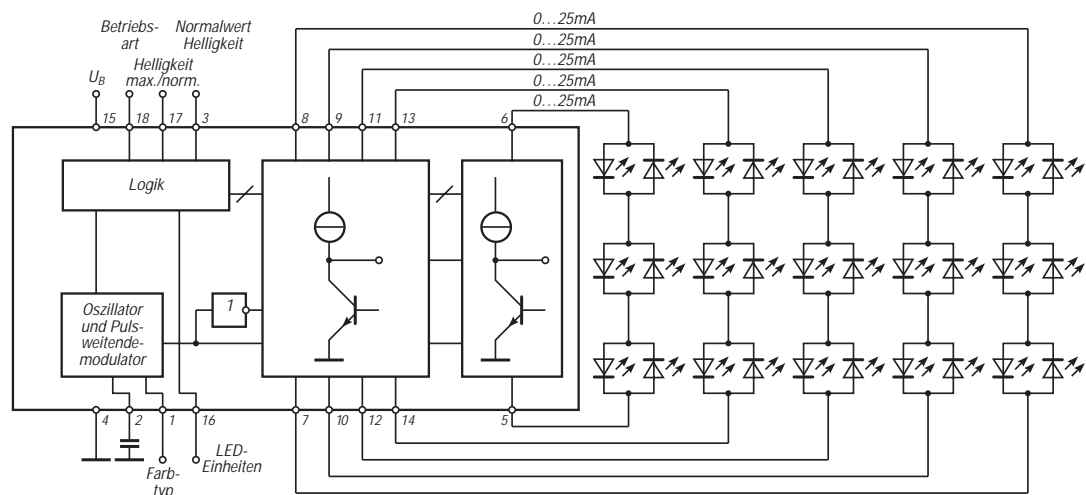 0...25mA
0...25mA
0...25mA
0...25mA
0...25mA
Betriebs-
art
Normalwert
Helligkeit
Helligkeit
max./norm.
UB
15
18
17
3
8
9
11
13
6
Logik
1
Oszillator
und Puls-
weitende-
modulator
4
2
1
16
7
10
12
14
5
Farb-
typ
LED-
Einheiten